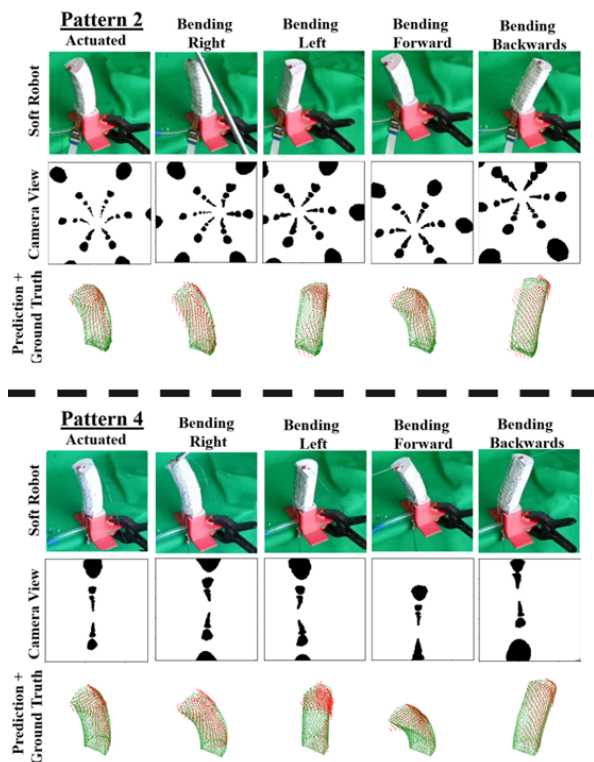 Pattern 2
Actuated
Bending
Right
Bending
Left
Bending
Forward
Bending
Backwards
Soft Robot
Camera View
Prediction +
Ground Truth
Pattern 4
Actuated
Bending
Right
Bending
Left
Bending
Forward
Bending
Backwards
Soft Robot
Camera View
Prediction +
Ground Truth